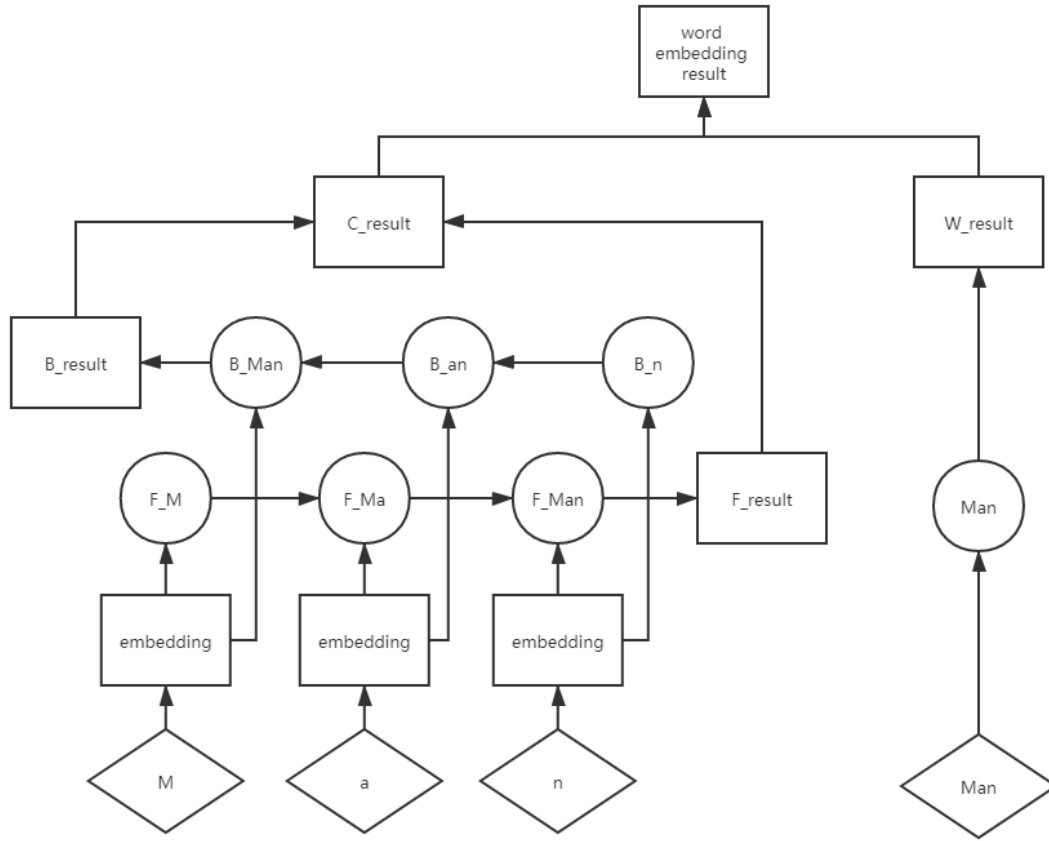 word
embedding
result
C_result
W_result
B_result
B_Man
B_an
B_n
F_M
F_Ma
F_Man
F_result
Man
embedding
embedding
embedding
M
a
n
Man